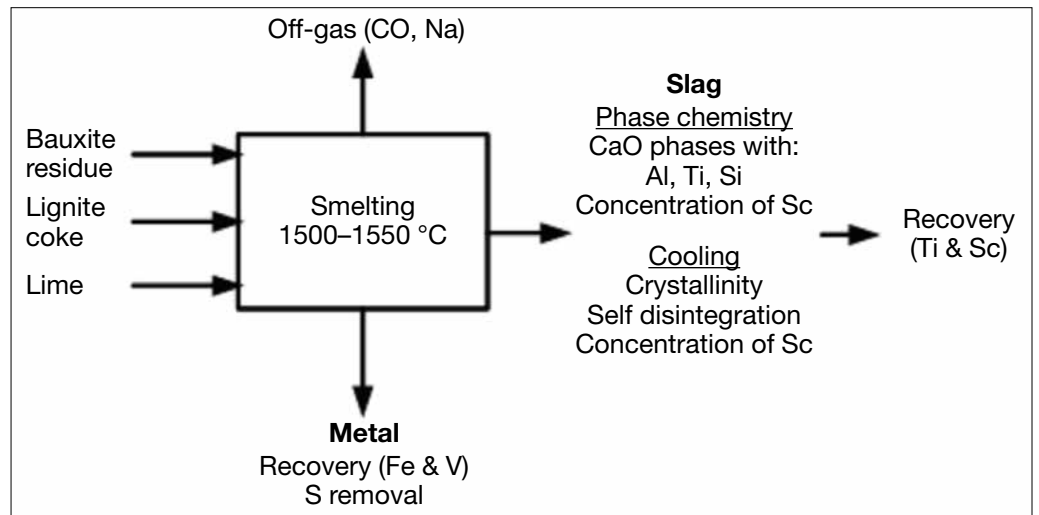 Off-gas (CO, Na)
Bauxite
residue
Lignite
coke
Lime
Smelting
1500–1550 °C
Slag
Phase chemistry
CaO phases with:
Al, Ti, Si
Concentration of Sc
Cooling
Crystallinity
Self disintegration
Concentration of Sc
Recovery
(Ti & Sc)
Metal
Recovery (Fe & V)
S removal